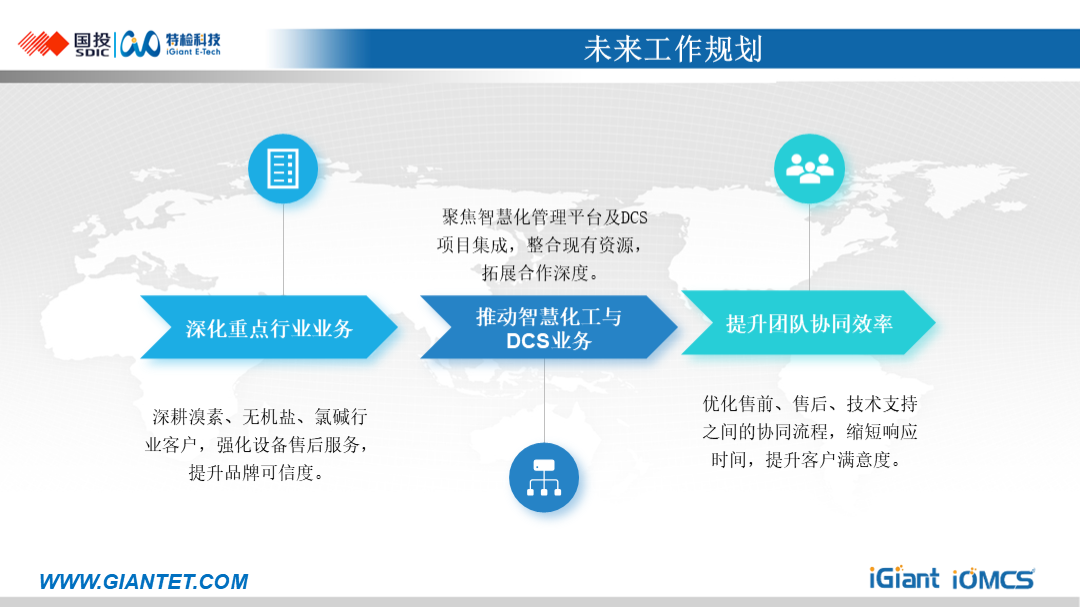 国投
SDIC
特检科技
iGiant E-Tech
未来工作规划
聚焦智慧化管理平台及DCS
项目集成，整合现有资源，
拓展合作深度。
深化重点行业业务
推动智慧化工与
DCS业务
提升团队协同效率
深耕溴素、无机盐、氯碱行
业客户，强化设备售后服务，
提升品牌可信度。
优化售前、售后、技术支持
之间的协同流程，缩短响应
时间，提升客户满意度。
WWW.GIANTET.COM
iGiant iOMCS